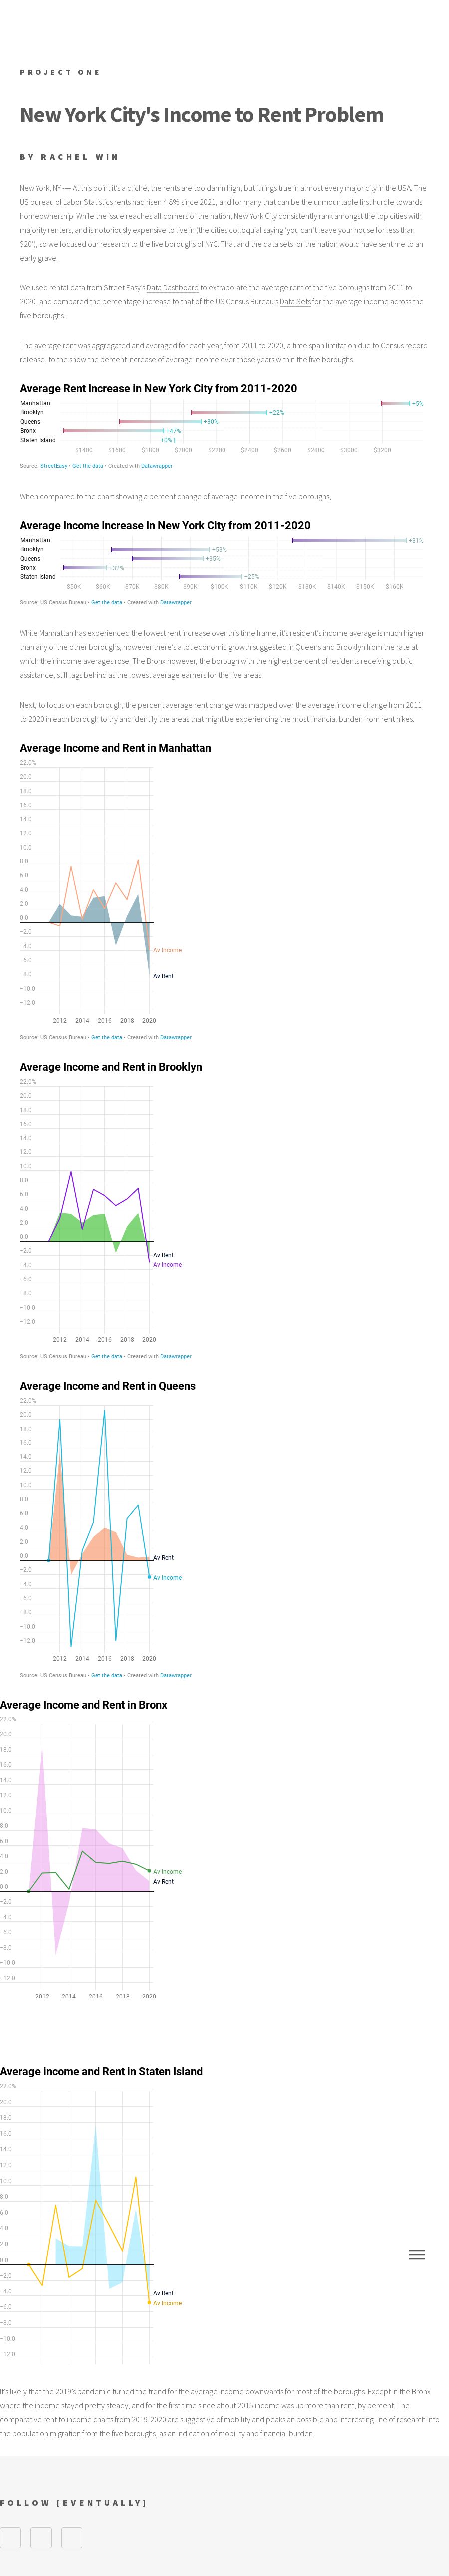 PROJECT ONE
New York City's Income to Rent Problem
BY RACHEL WIN
New York, NY -— At this point it's a cliché, the rents are too damn high, but it rings true in almost every major city in the USA. The
US bureau of Labor Statistics rents had risen 4.8% since 2021, and for many that can be the unmountable first hurdle towards
homeownership. While the issue reaches all corners of the nation, New York City consistently rank amongst the top cities with
majority renters, and is notoriously expensive to live in (the cities colloquial saying 'you can't leave your house for less than
$20'), so we focused our research to the five boroughs of NYC. That and the data sets for the nation would have sent me to an
early grave.
We used rental data from Street Easy's Data Dashboard to extrapolate the average rent of the five boroughs from 2011 to
2020, and compared the percentage increase to that of the US Census Bureau's Data Sets for the average income across the
five boroughs.
The average rent was aggregated and averaged for each year, from 2011 to 2020, a time span limitation due to Census record
release, to the show the percent increase of average income over those years within the five boroughs.
Average Rent Increase in New York City from 2011-2020
Manhattan +5%
Brooklyn +22%
Queens +30%
Bronx +47%
Staten Island +0%
$1400 $1600 $1800 $2000 $2200 $2400 $2600 $2800 $3000 $3200
Source: StreetEasy • Get the data • Created with Datawrapper
When compared to the chart showing a percent change of average income in the five boroughs,
Average Income Increase In New York City from 2011-2020
Manhattan +31%
Brooklyn +53%
Queens +35%
Bronx +32%
Staten Island +25%
$50K $60K $70K $80K $90K $100K $110K $120K $130K $140K $150K $160K
Source: US Census Bureau • Get the data • Created with Datawrapper
While Manhattan has experienced the lowest rent increase over this time frame, it's resident's income average is much higher
than any of the other boroughs, however there's a lot economic growth suggested in Queens and Brooklyn from the rate at
which their income averages rose. The Bronx however, the borough with the highest percent of residents receiving public
assistance, still lags behind as the lowest average earners for the five areas.
Next, to focus on each borough, the percent average rent change was mapped over the average income change from 2011
to 2020 in each borough to try and identify the areas that might be experiencing the most financial burden from rent hikes.
Average Income and Rent in Manhattan
22.0%
20.0
18.0
16.0
14.0
12.0
10.0
8.0
6.0
4.0
2.0
0.0
−2.0
−4.0
Av Income
−6.0
−8.0
Av Rent
−10.0
−12.0
2012 2014 2016 2018 2020
Source: US Census Bureau • Get the data • Created with Datawrapper
Average Income and Rent in Brooklyn
22.0%
20.0
18.0
16.0
14.0
12.0
10.0
8.0
6.0
4.0
2.0
0.0
−2.0
Av Rent
−4.0 Av Income
−6.0
−8.0
−10.0
−12.0
2012 2014 2016 2018 2020
Source: US Census Bureau • Get the data • Created with Datawrapper
Average Income and Rent in Queens
22.0%
20.0
18.0
16.0
14.0
12.0
10.0
8.0
6.0
4.0
2.0
0.0 Av Rent
−2.0
Av Income
−4.0
−6.0
−8.0
−10.0
−12.0
2012 2014 2016 2018 2020
Source: US Census Bureau • Get the data • Created with Datawrapper
Average Income and Rent in Bronx
22.0%
20.0
18.0
16.0
14.0
12.0
10.0
8.0
6.0
4.0
2.0 Av Income
Av Rent
0.0
−2.0
−4.0
−6.0
−8.0
−10.0
−12.0
2012 2014 2016 2018 2020
Average income and Rent in Staten Island
22.0%
20.0
18.0
16.0
14.0
12.0
10.0
8.0
6.0
4.0
2.0
0.0
−2.0
−4.0 Av Rent
Av Income
−6.0
−8.0
−10.0
−12.0
It's likely that the 2019's pandemic turned the trend for the average income downwards for most of the boroughs. Except in the Bronx
where the income stayed pretty steady, and for the first time since about 2015 income was up more than rent, by percent. The
comparative rent to income charts from 2019-2020 are suggestive of mobility and peaks an possible and interesting line of research into
the population migration from the five boroughs, as an indication of mobility and financial burden.
FOLLOW [EVENTUALLY]